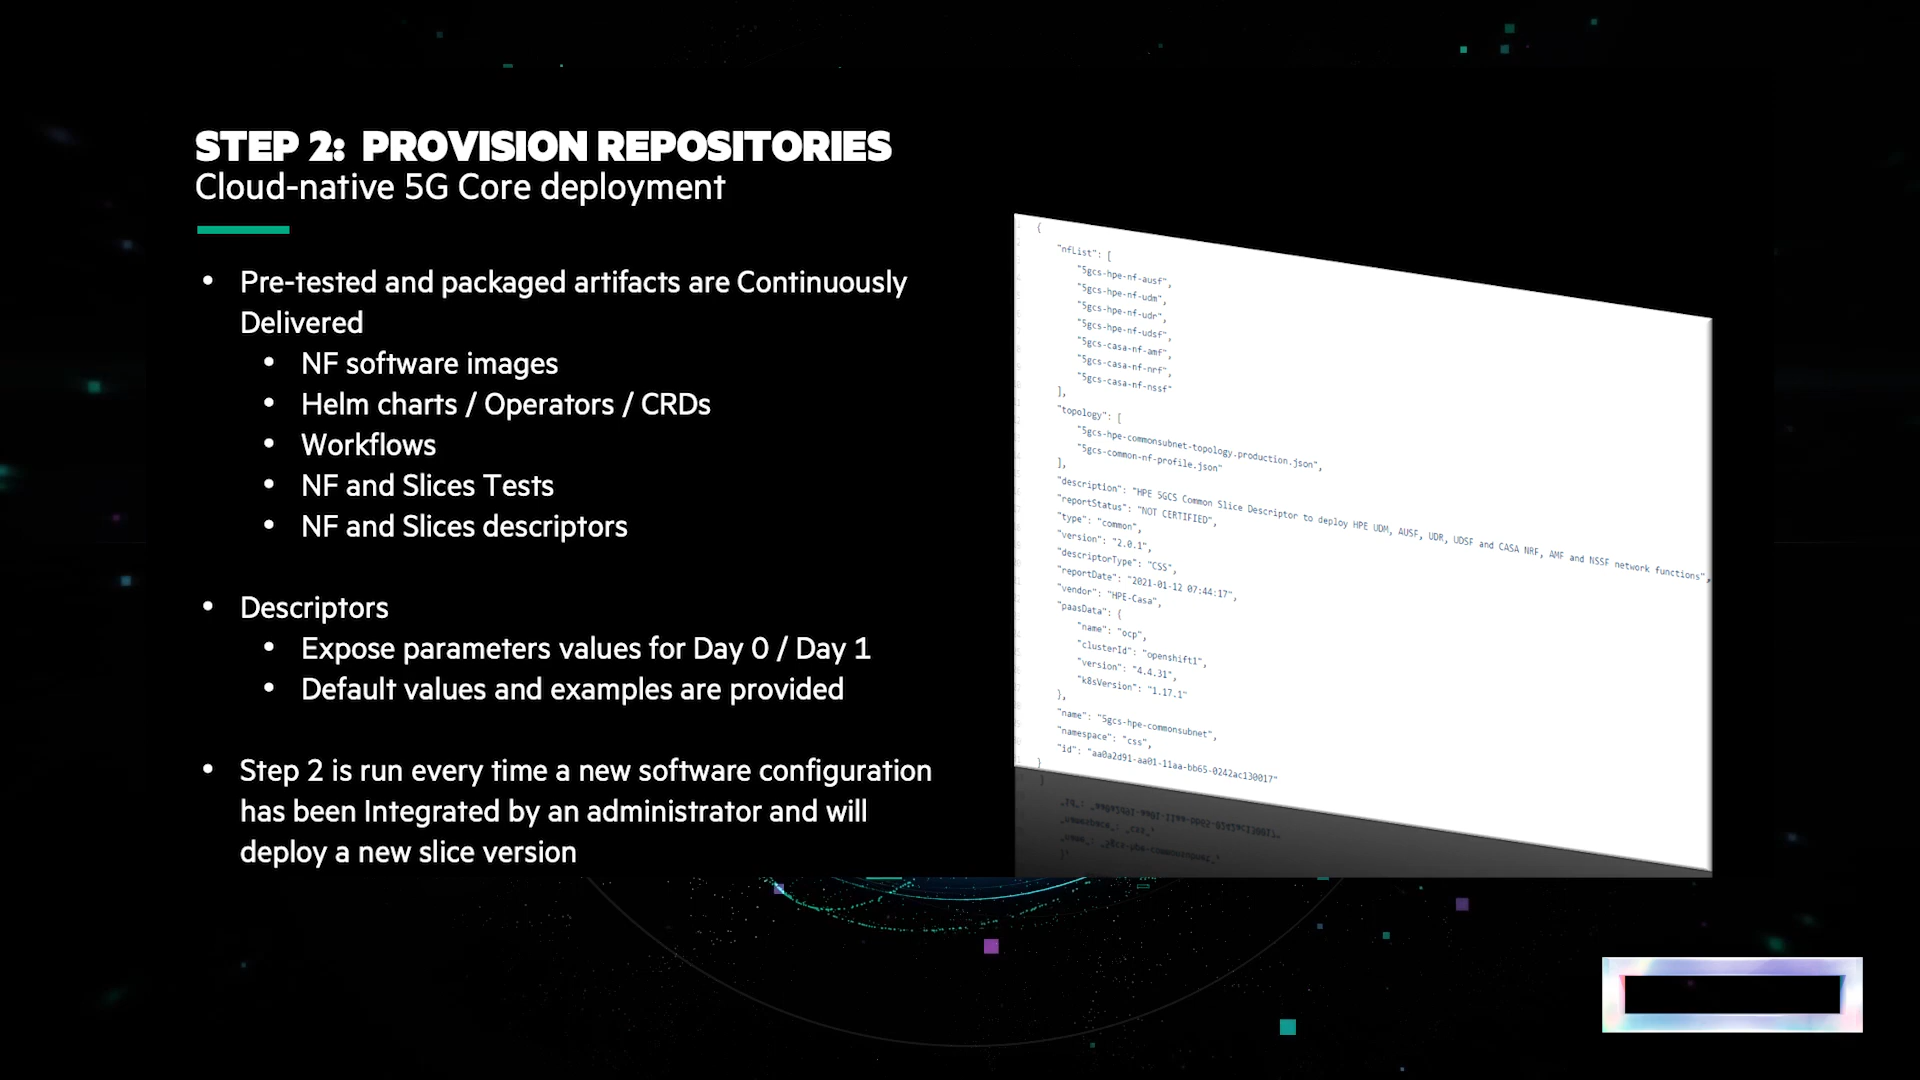 STEP 2: PROVISION REPOSITORIES
Cloud-native 5G Core deployment
• Pre-tested and packaged artifacts are Continuously
Delivered
• NF software images
• Helm charts / Operators / CRDs
• Workflows
• NF and Slices Tests
• NF and Slices descriptors
• Descriptors
• Expose parameters values for Day 0 / Day 1
• Default values and examples are provided
• Step 2 is run every time a new software configuration
has been Integrated by an administrator and will
deploy a new slice version
{
"nfList": [
"5gcs-hpe-nf-ausf",
"5gcs-hpe-nf-udm",
"5gcs-hpe-nf-udr",
"5gcs-hpe-nf-udsf",
"5gcs-casa-nf-amf",
"5gcs-casa-nf-nrf",
"5gcs-casa-nf-nssf"
],
"topology": [
"5gcs-hpe-commonsubnet-topology.production.json",
"5gcs-common-nf-profile.json"
],
"description": "HPE 5GCS Common Slice Descriptor to deploy HPE UDM, AUSF, UDR, UDSF and CASA NRF, AMF and NSSF network functions",
"reportStatus": "NOT CERTIFIED",
"type": "common",
"version": "2.0.1",
"descriptorType": "CSS",
"reportDate": "2021-01-12 07:44:17",
"vendor": "HPE-Casa",
"paasData": {
"name": "ocp",
"clusterId": "openshift1",
"version": "4.4.31",
"k8sVersion": "1.17.1"
},
"name": "5gcs-hpe-commonsubnet",
"namespace": "css",
"id": "aa0a2d91-aa01-11aa-bb65-0242ac130017"
}